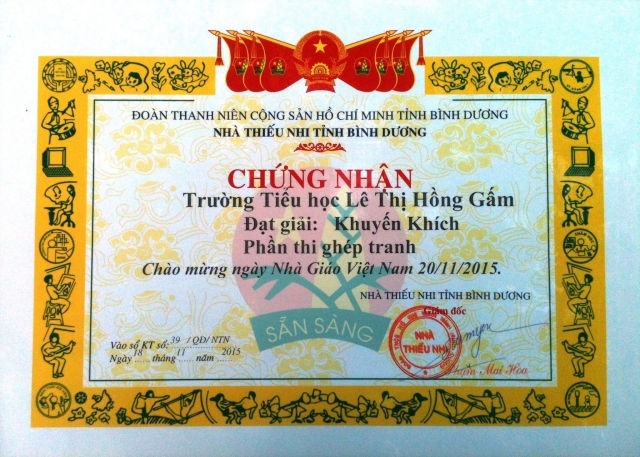 ĐOÀN THANH NIÊN CỘNG SẢN HỒ CHÍ MINH TỈNH BÌNH DƯƠNG
NHÀ THIẾU NHI TỈNH BÌNH DƯƠNG
CHỨNG NHẬN
Trường Tiểu học Lê Thị Hồng Gấm
Đạt giải: Khuyến Khích
Phần thi ghép tranh
Chào mừng ngày Nhà Giáo Việt Nam 20/11/2015.
SẴN SÀNG
NHÀ THIẾU NHI TỈNH BÌNH DƯƠNG
Giám đốc
NHÀ
THIẾU NHI
Phạm Mai Hoa
Vào sổ KT số: 39 / QĐ/ NTN
Ngày 18 tháng 11 năm 2015